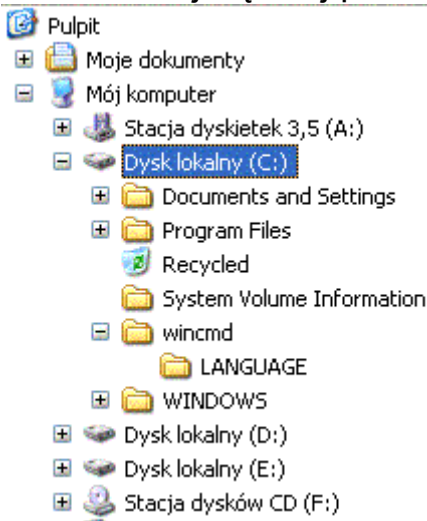 Pulpit
Moje dokumenty
Mój komputer
Stacja dyskietek 3,5 (A:)
Dysk lokalny (C:)
Documents and Settings
Program Files
Recycled
System Volume Information
wincmd
LANGUAGE
WINDOWS
Dysk lokalny (D:)
Dysk lokalny (E:)
Stacja dysków CD (F:)